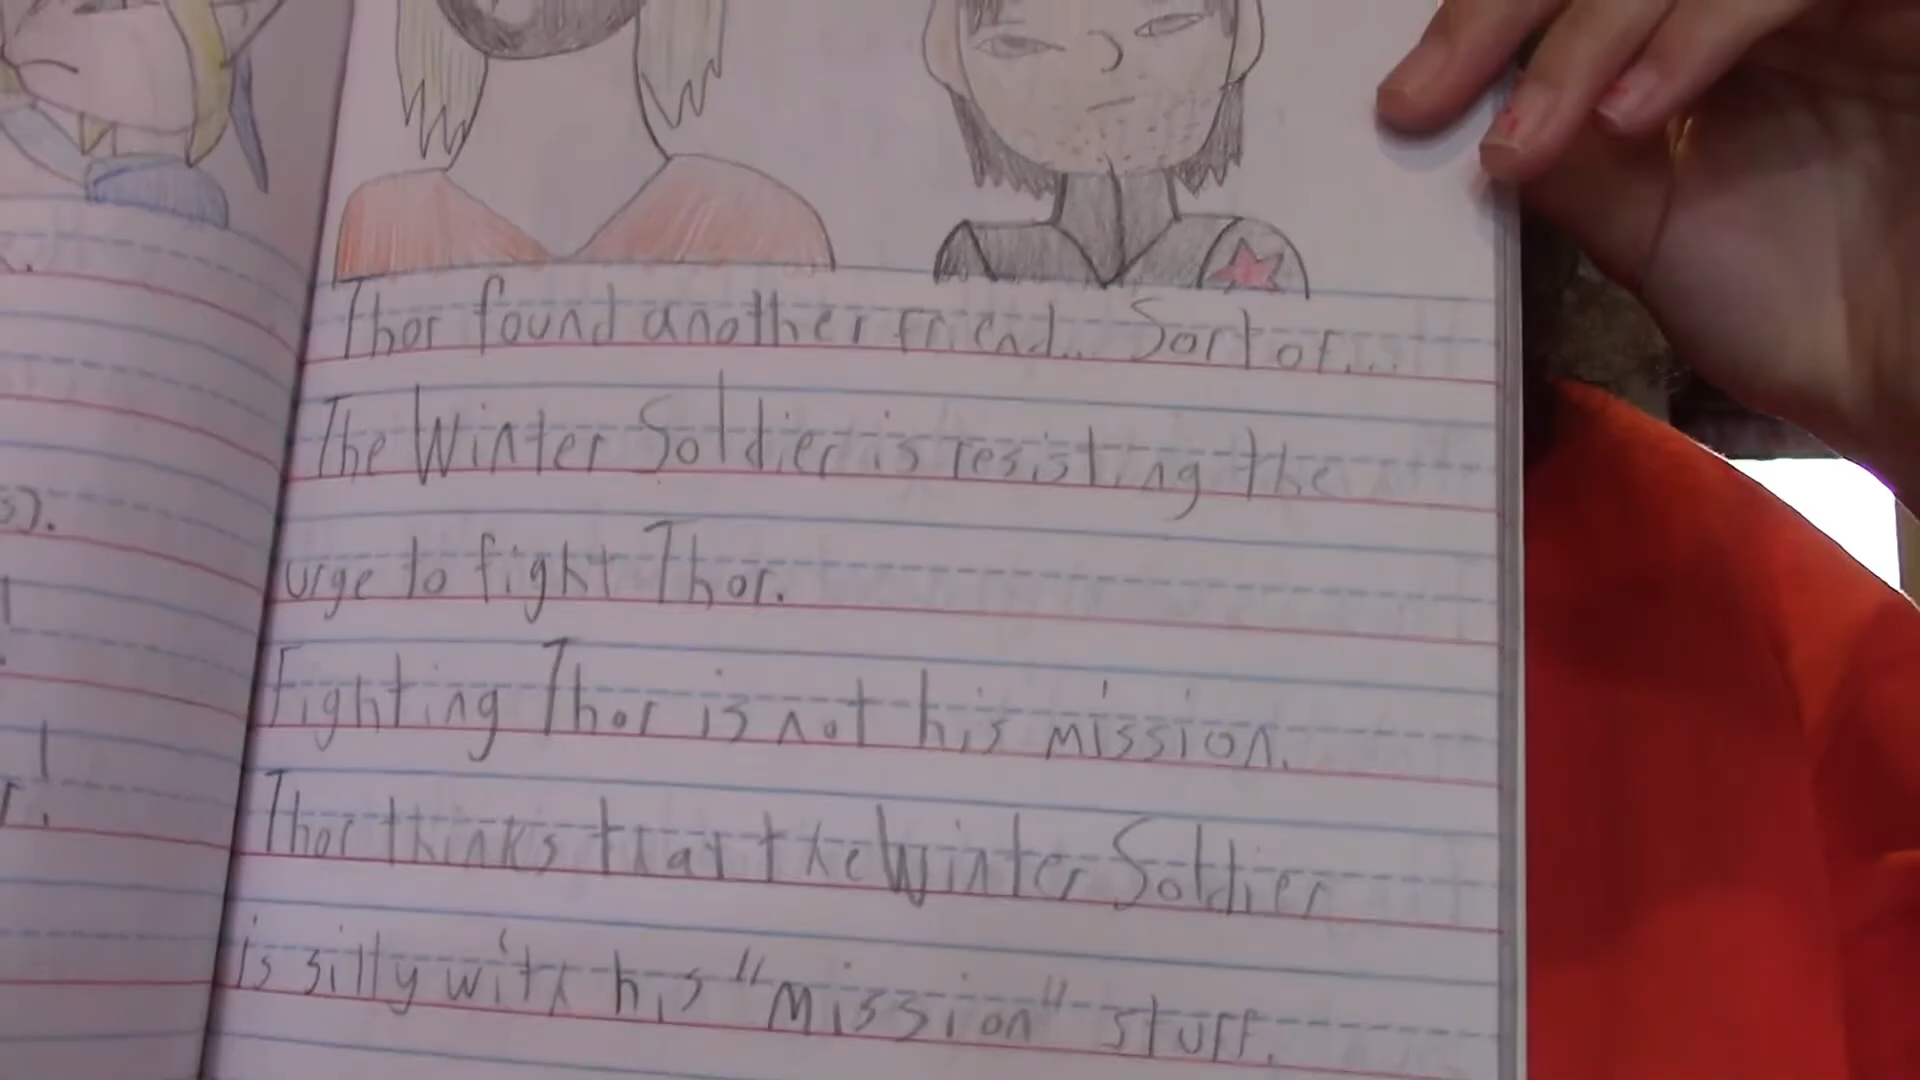 Thor found another friend... Sort of...
The Winter Soldier is resisting the
urge to fight Thor.
Fighting Thor is not his mission.
Thor thinks that the Winter Soldier
is silly with his "mission" stuff.